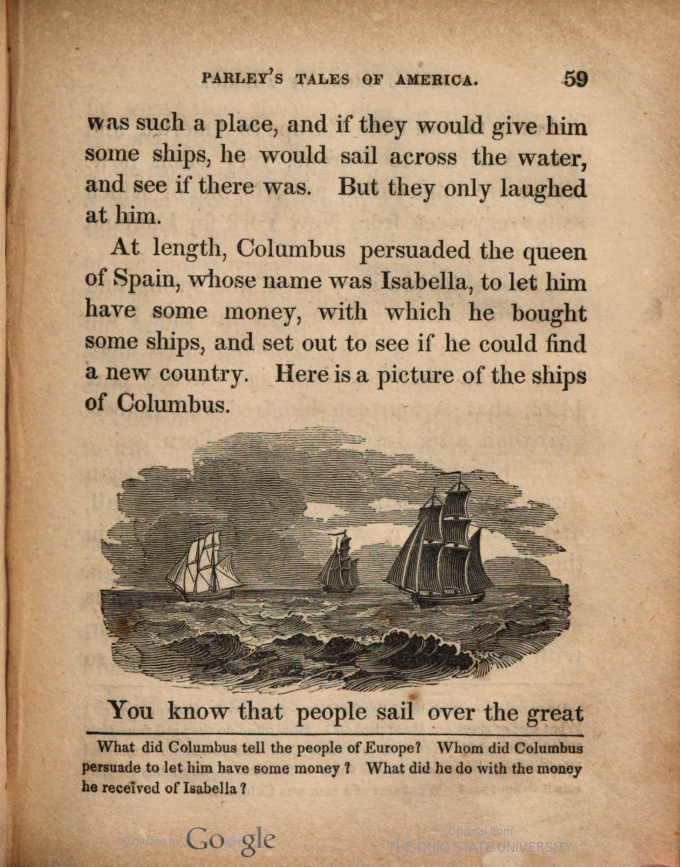 PARLEY'S TALES OF AMERICA. 59
was such a place, and if they would give him
some ships, he would sail across the water,
and see if there was. But they only laughed
at him.
At length, Columbus persuaded the queen
of Spain, whose name was Isabella, to let him
have some money, with which he bought
some ships, and set out to see if he could find
a new country. Here is a picture of the ships
of Columbus.
You know that people sail over the great
What did Columbus tell the people of Europe? Whom did Columbus
persuade to let him have some money? What did he do with the money
he received of Isabella?
Digitized by Google
Original from
THE OHIO STATE UNIVERSITY